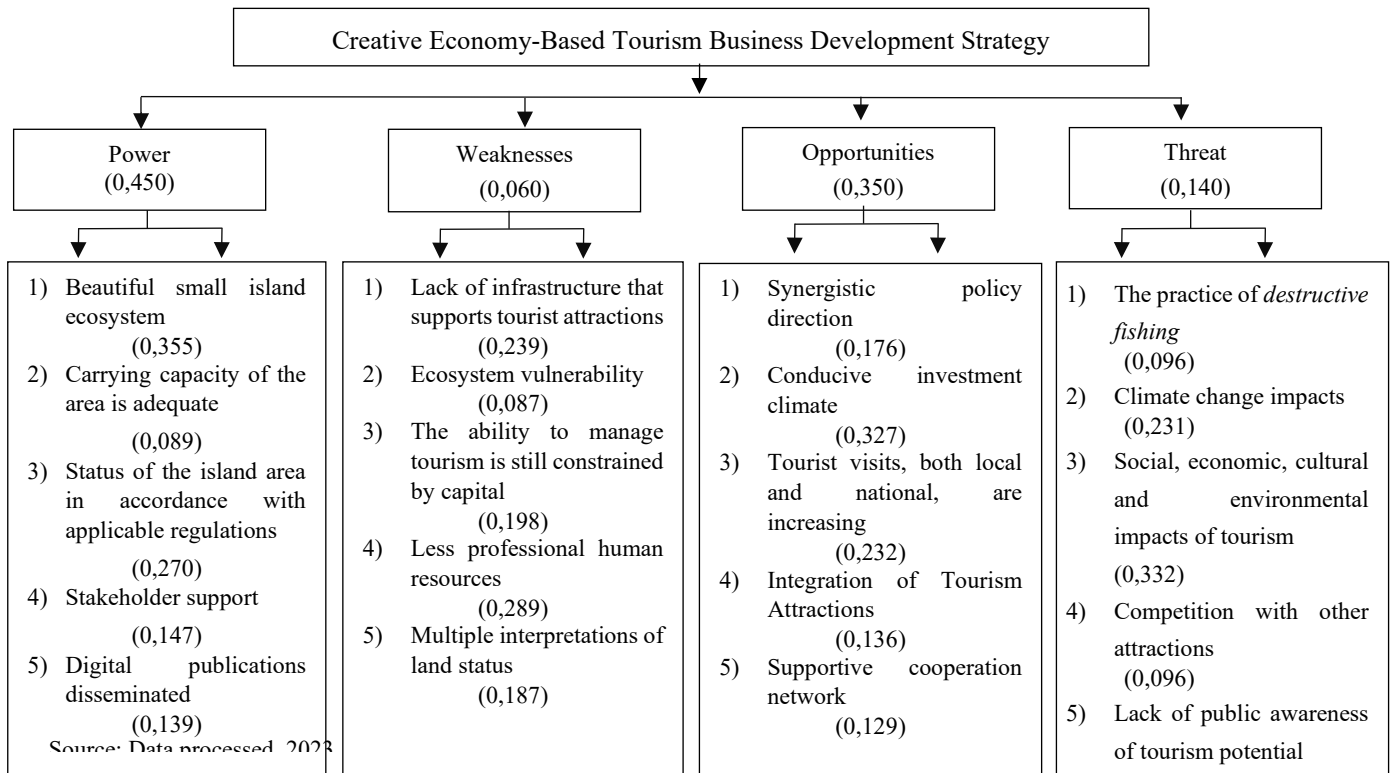 Creative Economy-Based Tourism Business Development Strategy
Power
(0,450)
Weaknesses
(0,060)
Opportunities
(0,350)
Threat
(0,140)
1) Beautiful small island
ecosystem
(0,355)
2) Carrying capacity of the
area is adequate
(0,089)
3) Status of the island area
in accordance with
applicable regulations
(0,270)
4) Stakeholder support
(0,147)
5) Digital publications
disseminated
(0,139)
Source: Data processed, 2023
1) Lack of infrastructure that
supports tourist attractions
(0,239)
2) Ecosystem vulnerability
(0,087)
3) The ability to manage
tourism is still constrained
by capital
(0,198)
4) Less professional human
resources
(0,289)
5) Multiple interpretations of
land status
(0,187)
1) Synergistic policy
direction
(0,176)
2) Conducive investment
climate
(0,327)
3) Tourist visits, both local
and national, are
increasing
(0,232)
4) Integration of Tourism
Attractions
(0,136)
5) Supportive cooperation
network
(0,129)
1) The practice of destructive
fishing
(0,096)
2) Climate change impacts
(0,231)
3) Social, economic, cultural
and environmental
impacts of tourism
(0,332)
4) Competition with other
attractions
(0,096)
5) Lack of public awareness
of tourism potential